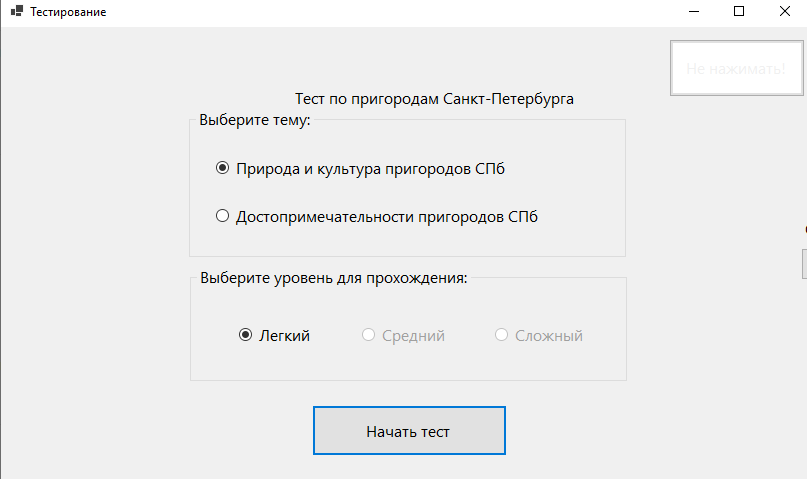 Тестирование
Не нажимать!
Тест по пригородам Санкт-Петербурга
Выберите тему:
Природа и культура пригородов СПб
Достопримечательности пригородов СПб
Выберите уровень для прохождения:
Легкий
Средний
Сложный
Начать тест